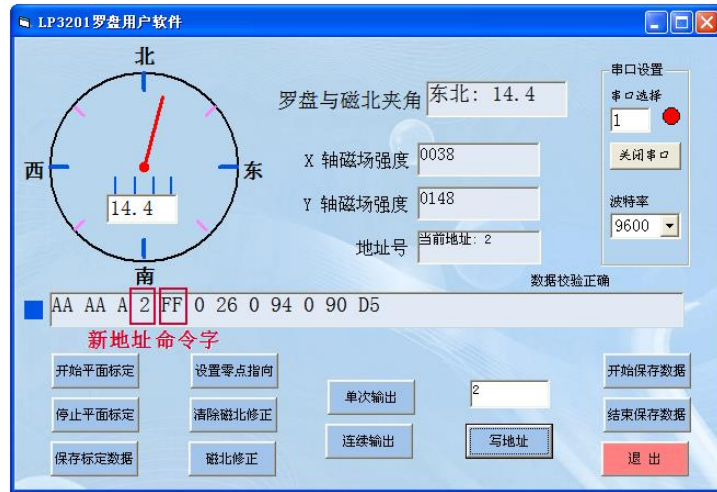 LP3201罗盘用户软件
北
西
东
南
14.4
罗盘与磁北夹角 东北: 14.4
X 轴磁场强度 0038
Y 轴磁场强度 0148
地址号 当前地址: 2
串口设置
串口选择
1
关闭串口
波特率
9600
数据校验正确
AA AA A 2 FF 0 26 0 94 0 90 D5
新地址 命令字
开始平面标定
设置零点指向
单次输出
2
开始保存数据
停止平面标定
清除磁北修正
连续输出
写地址
结束保存数据
保存标定数据
磁北修正
退 出